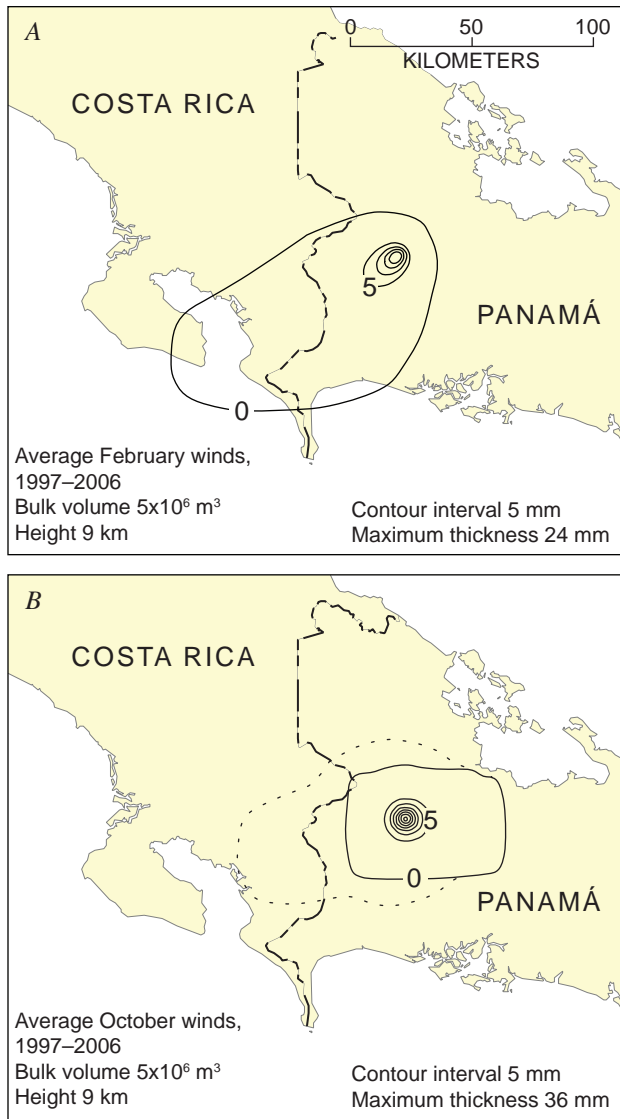 A
0 50 100
KILOMETERS
COSTA RICA
5
PANAMÁ
0
Average February winds,
1997–2006
Bulk volume 5x10⁶ m³
Height 9 km
Contour interval 5 mm
Maximum thickness 24 mm
B
COSTA RICA
5
0
PANAMÁ
Average October winds,
1997–2006
Bulk volume 5x10⁶ m³
Height 9 km
Contour interval 5 mm
Maximum thickness 36 mm